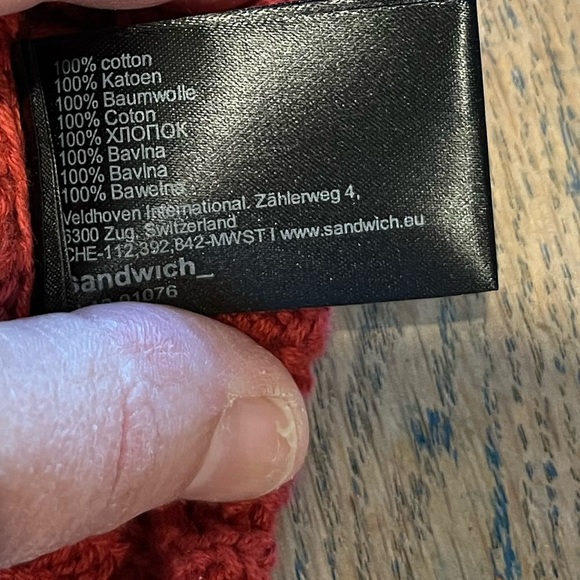 100% cotton
100% Katoen
100% Baumwolle
100% Coton
100% ХЛОПОК
100% Bavlna
100% Bavlna
100% Bawełna
Veldhoven International. Zählerweg 4,
6300 Zug. Switzerland
CHE-112,392,842-MWST I www.sandwich.eu
sandwich_
01076